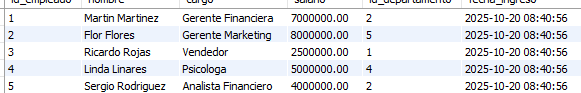 id_empleado nombre cargo salario id_departamento fecha_ingreso
1 Martin Martinez Gerente Financiera 7000000.00 2 2025-10-20 08:40:56
2 Flor Flores Gerente Marketing 8000000.00 5 2025-10-20 08:40:56
3 Ricardo Rojas Vendedor 2500000.00 1 2025-10-20 08:40:56
4 Linda Linares Psicologa 5000000.00 4 2025-10-20 08:40:56
5 Sergio Rodriguez Analista Financiero 4000000.00 2 2025-10-20 08:40:56